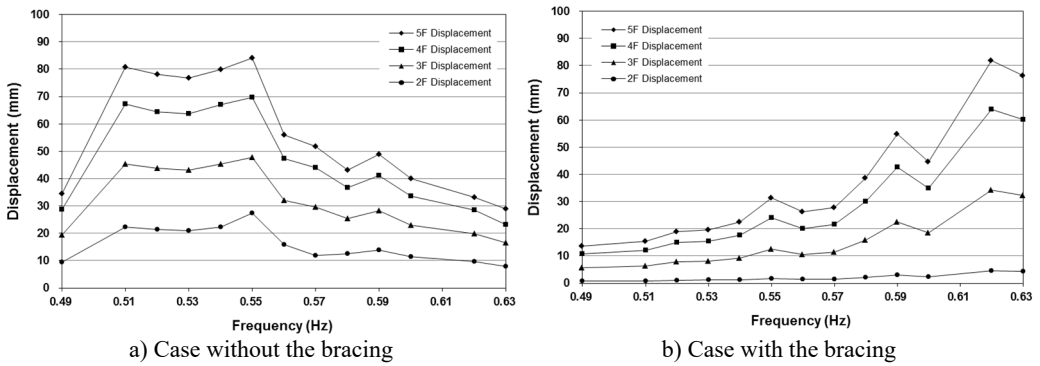 100
90
80
70
60
50
40
30
20
10
0
Displacement (mm)
5F Displacement
4F Displacement
3F Displacement
2F Displacement
0.49 0.51 0.53 0.55 0.57 0.59 0.61 0.63
Frequency (Hz)
a) Case without the bracing
100
90
80
70
60
50
40
30
20
10
0
Displacement (mm)
5F Displacement
4F Displacement
3F Displacement
2F Displacement
0.49 0.51 0.53 0.55 0.57 0.59 0.61 0.63
Frequency (Hz)
b) Case with the bracing